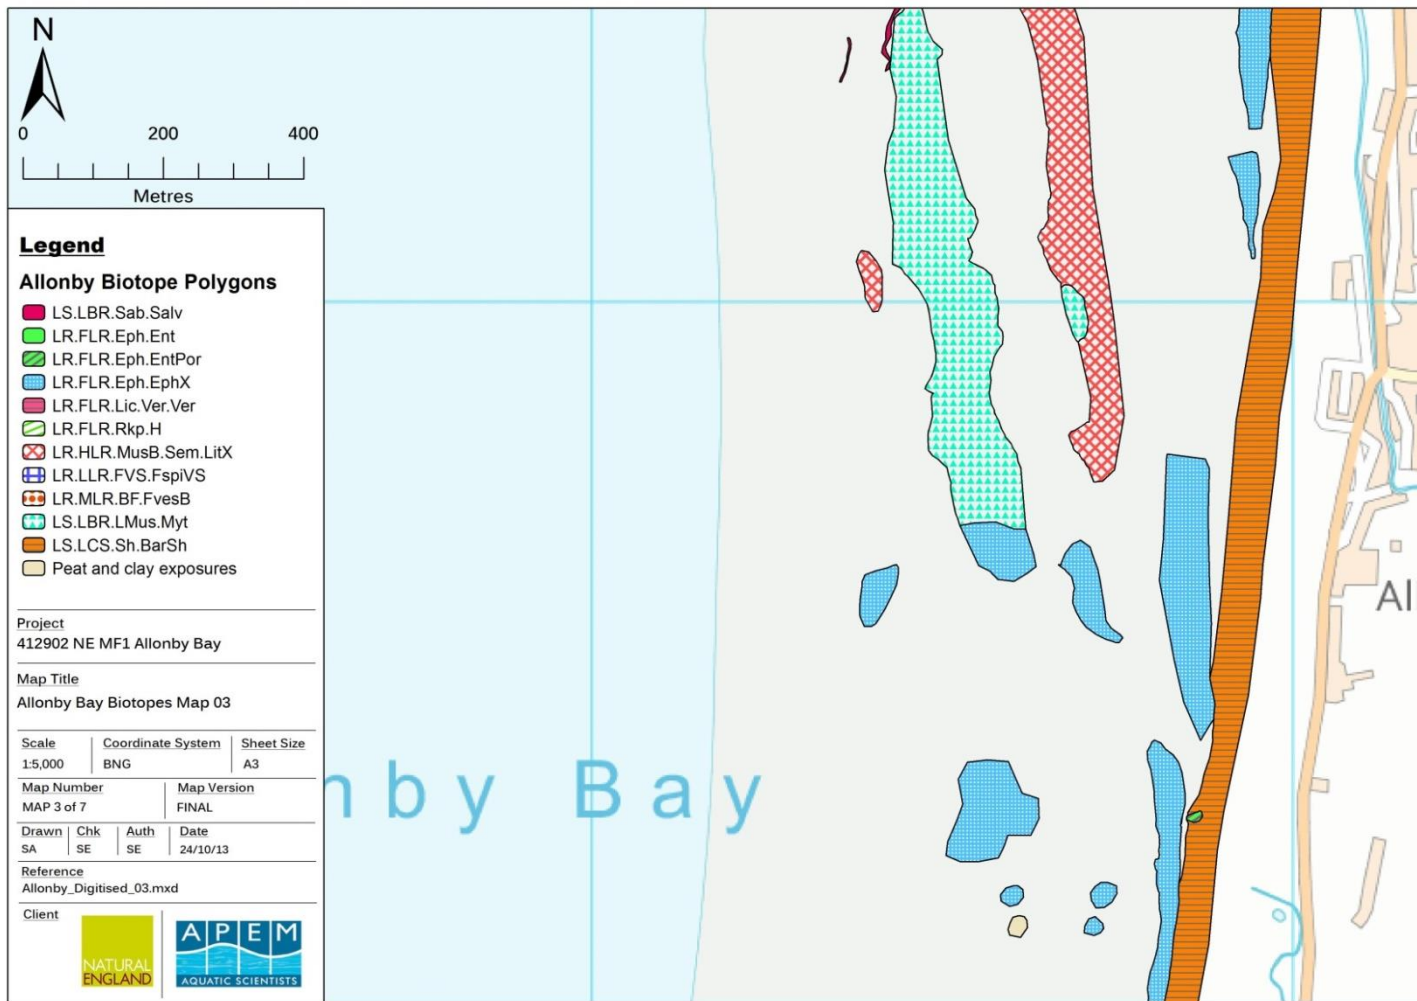 N
0 200 400
Metres
Legend
Allonby Biotope Polygons
LS.LBR.Sab.Salv
LR.FLR.Eph.Ent
LR.FLR.Eph.EntPor
LR.FLR.Eph.EphX
LR.FLR.Lic.Ver.Ver
LR.FLR.Rkp.H
LR.HLR.MusB.Sem.LitX
LR.LLR.FVS.FspiVS
LR.MLR.BF.FvesB
LS.LBR.LMus.Myt
LS.LCS.Sh.BarSh
Peat and clay exposures
Project
412902 NE MF1 Allonby Bay
Map Title
Allonby Bay Biotopes Map 03
Scale Coordinate System Sheet Size
1:5,000 BNG A3
Map Number Map Version
MAP 3 of 7 FINAL
Drawn Chk Auth Date
SA SE SE 24/10/13
Reference
Allonby_Digitised_03.mxd
Client
NATURAL
ENGLAND
APEM
AQUATIC SCIENTISTS
nby Bay
Al